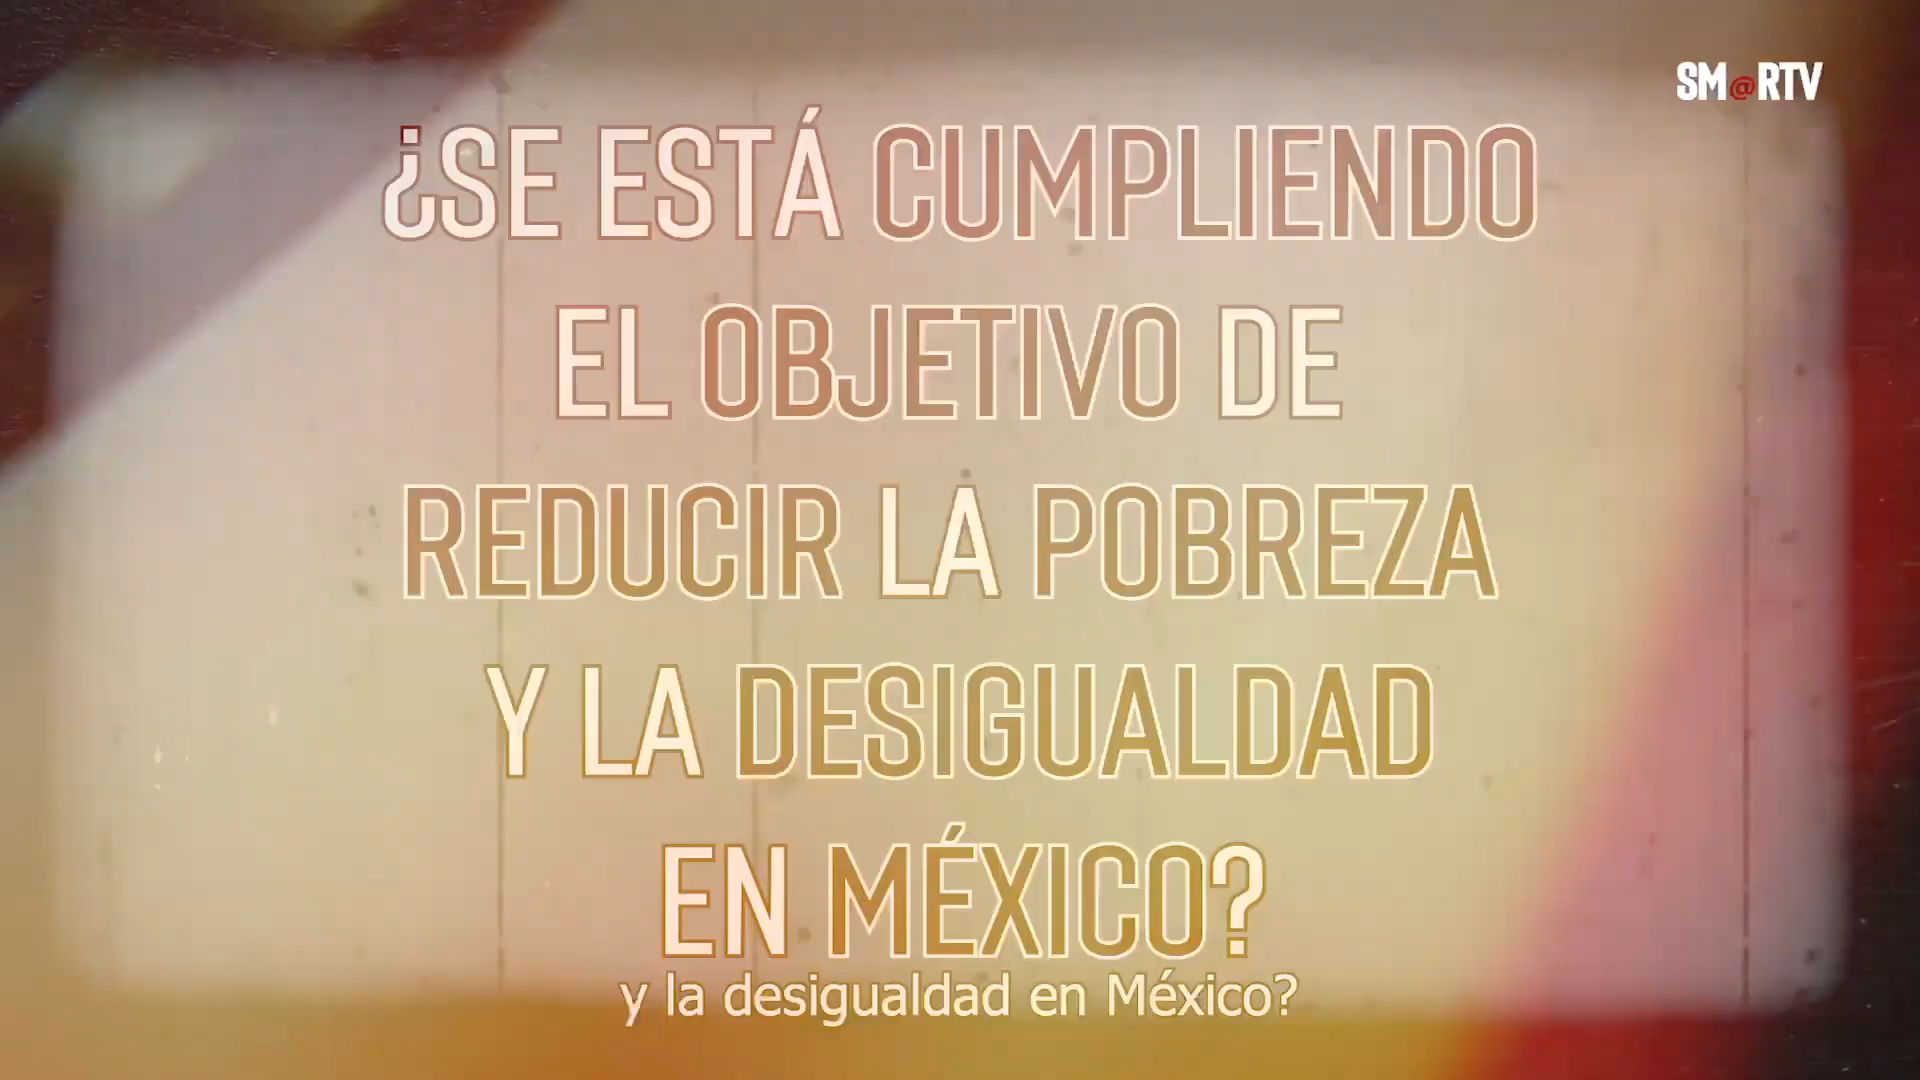 SM@RTV
¿SE ESTÁ CUMPLIENDO
EL OBJETIVO DE
REDUCIR LA POBREZA
Y LA DESIGUALDAD
EN MÉXICO?
y la desigualdad en México?